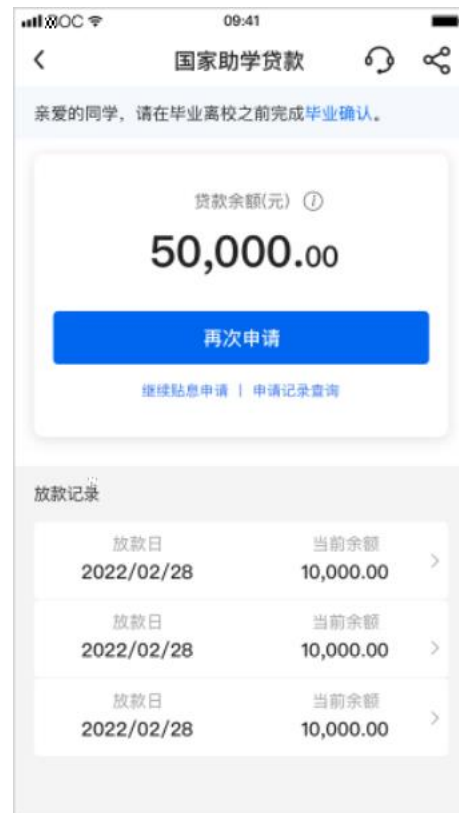 09:41
国家助学贷款
亲爱的同学，请在毕业离校之前完成毕业确认。
贷款余额(元)
50,000.00
再次申请
继续贴息申请 | 申请记录查询
放款记录
放款日 当前余额
2022/02/28 10,000.00
放款日 当前余额
2022/02/28 10,000.00
放款日 当前余额
2022/02/28 10,000.00